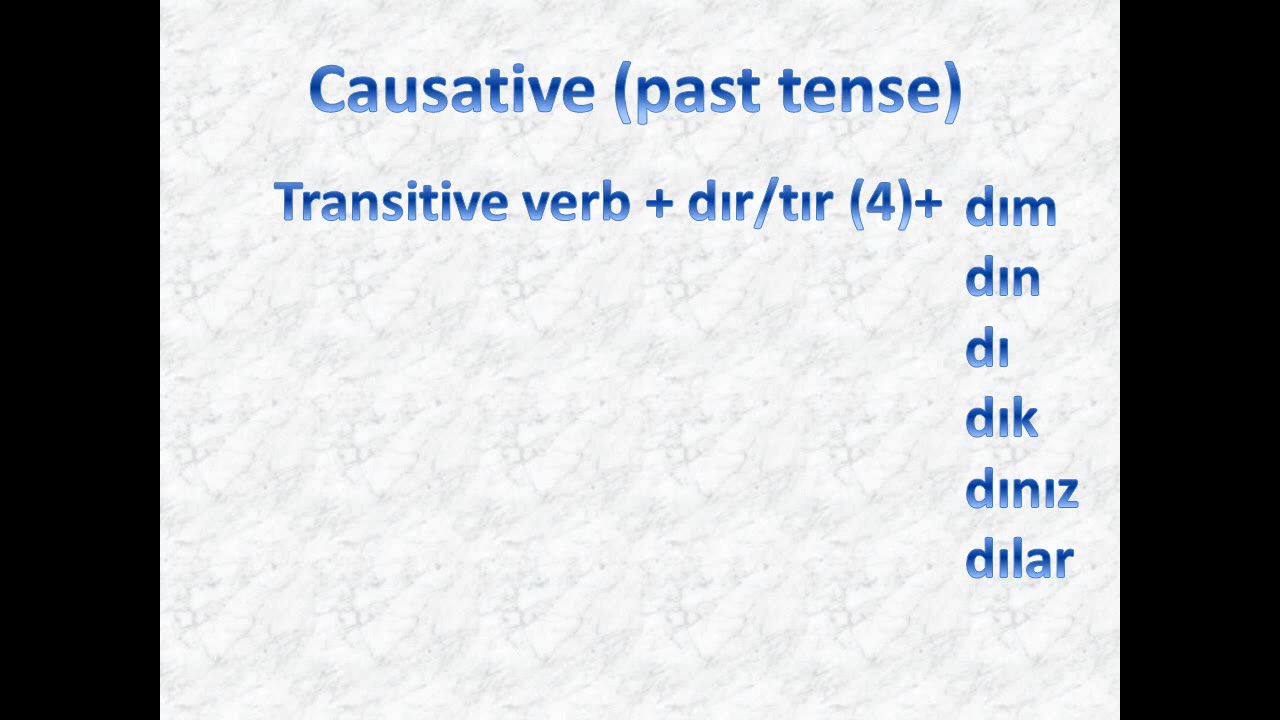 Causative (past tense)
Transitive verb + dır/tır (4)+ dım
dın
dı
dık
dınız
dılar